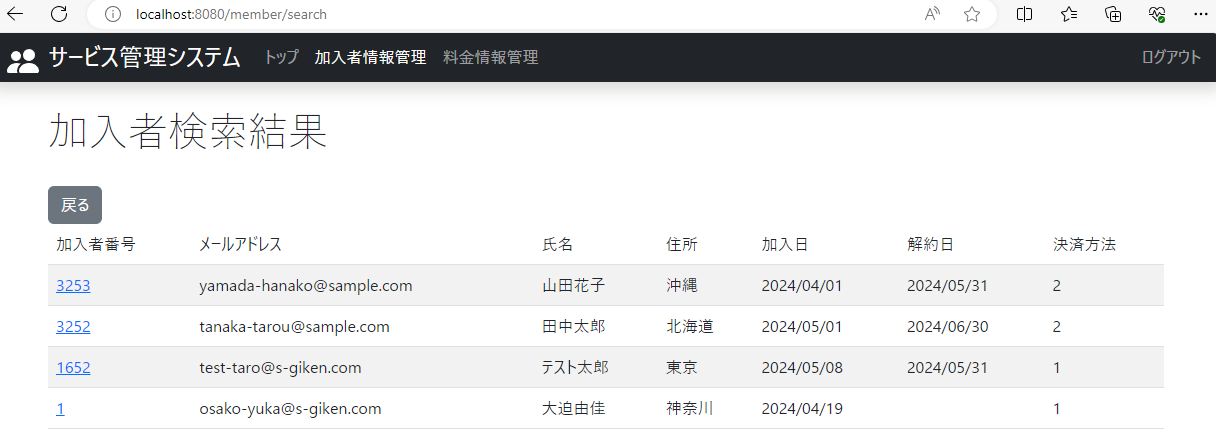 localhost:8080/member/search
サービス管理システム トップ 加入者情報管理 料金情報管理 ログアウト
加入者検索結果
戻る
加入者番号 メールアドレス 氏名 住所 加入日 解約日 決済方法
3253 yamada-hanako@sample.com 山田花子 沖縄 2024/04/01 2024/05/31 2
3252 tanaka-tarou@sample.com 田中太郎 北海道 2024/05/01 2024/06/30 2
1652 test-taro@s-giken.com テスト太郎 東京 2024/05/08 2024/05/31 1
1 osako-yuka@s-giken.com 大迫由佳 神奈川 2024/04/19 1